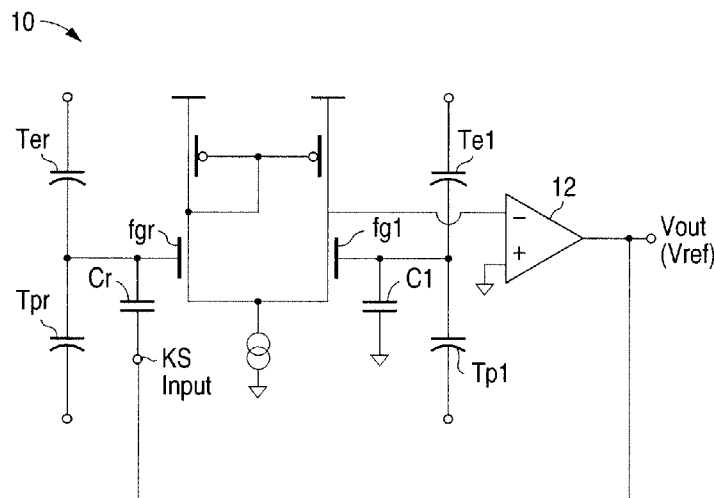 10
Ter
Te1
12
fgr
fg1
−
+
Vout
(Vref)
Cr
C1
Tpr
KS
Input
Tp1